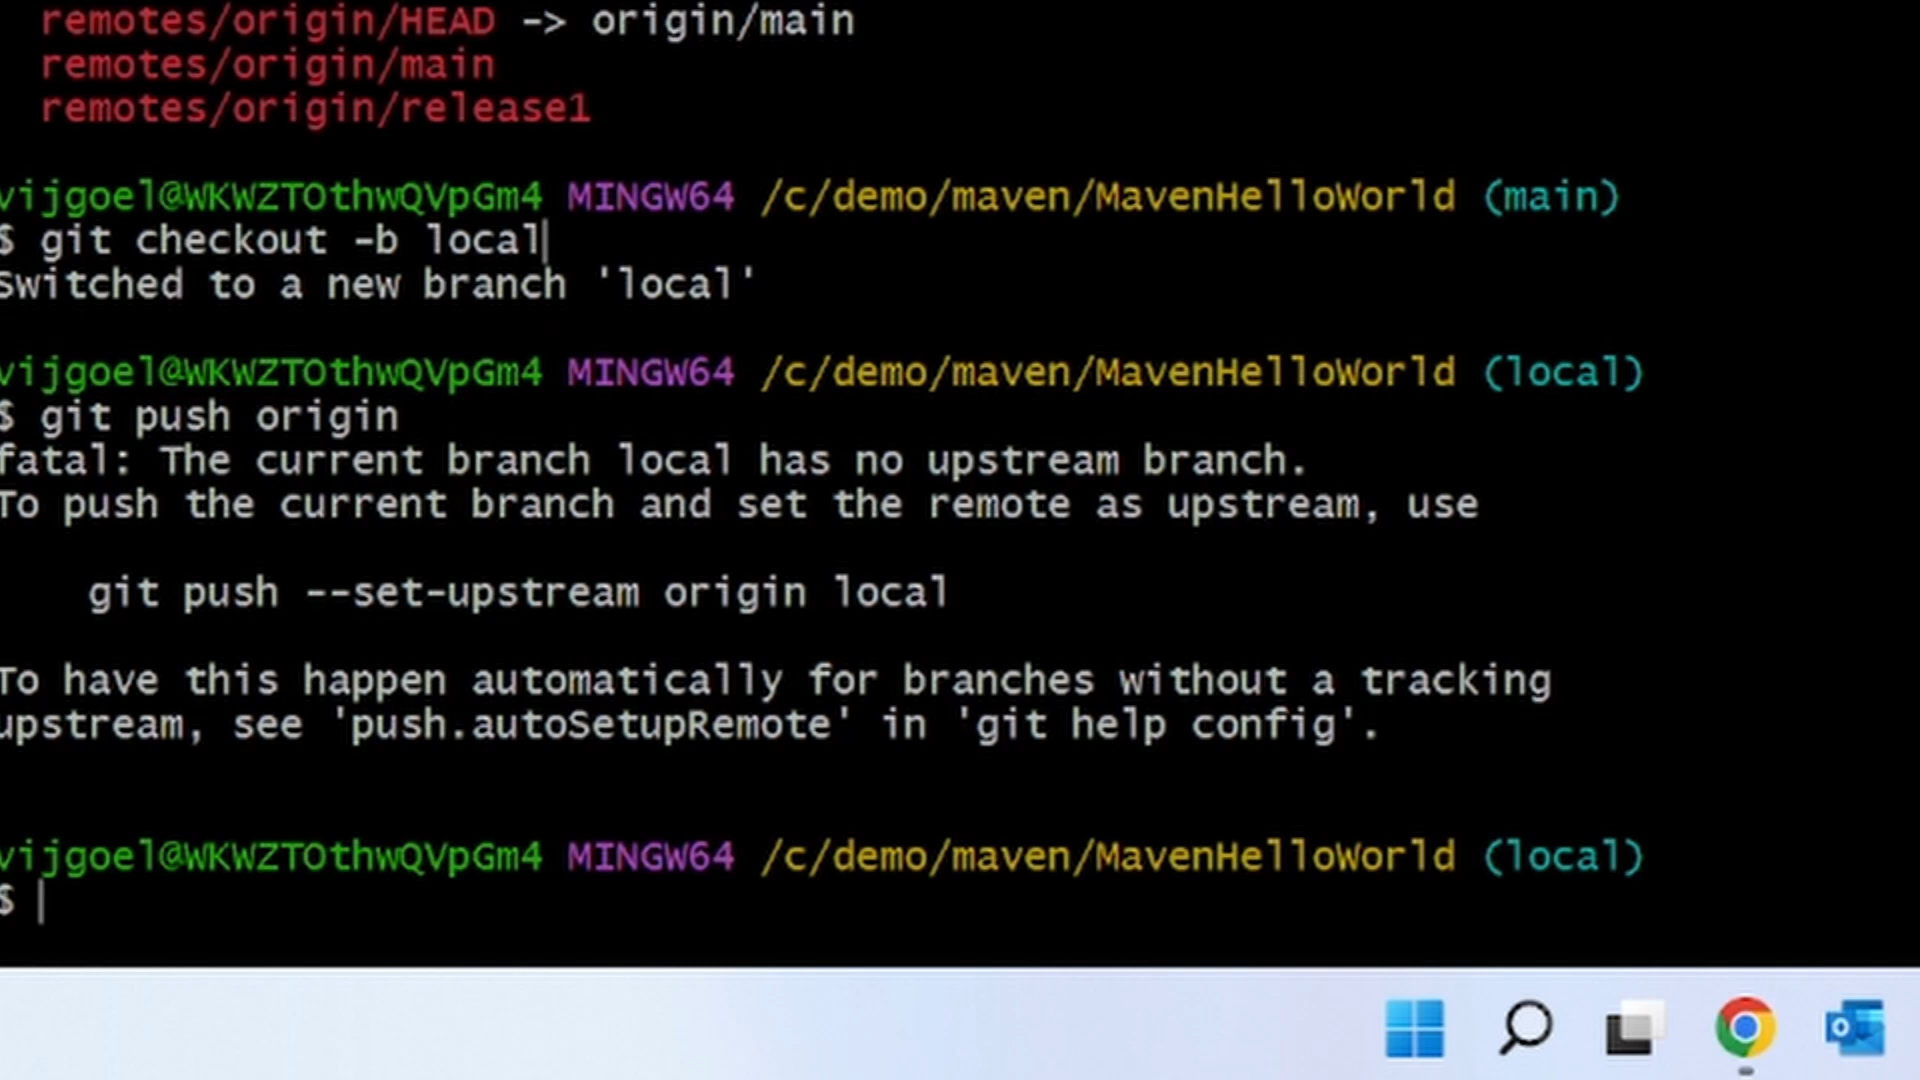 remotes/origin/HEAD -> origin/main
remotes/origin/main
remotes/origin/release1
vijgoel@WKWZTOthwQVpGm4 MINGW64 /c/demo/maven/MavenHelloWorld (main)
$ git checkout -b local
Switched to a new branch 'local'
vijgoel@WKWZTOthwQVpGm4 MINGW64 /c/demo/maven/MavenHelloWorld (local)
$ git push origin
fatal: The current branch local has no upstream branch.
To push the current branch and set the remote as upstream, use
git push --set-upstream origin local
To have this happen automatically for branches without a tracking
upstream, see 'push.autoSetupRemote' in 'git help config'.
vijgoel@WKWZTOthwQVpGm4 MINGW64 /c/demo/maven/MavenHelloWorld (local)
$